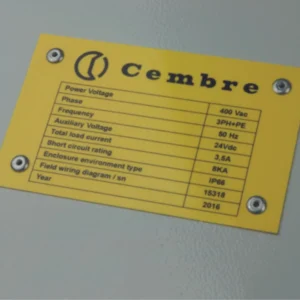 Cembre
Power Voltage 400 Vac
Phase 3PH+PE
Frequency 50 Hz
Auxiliary Voltage 24Vdc
Total load current 3,5A
Short circuit rating 6KA
Enclosure environment type IP66
Field wiring diagram / sn 15318
Year 2016